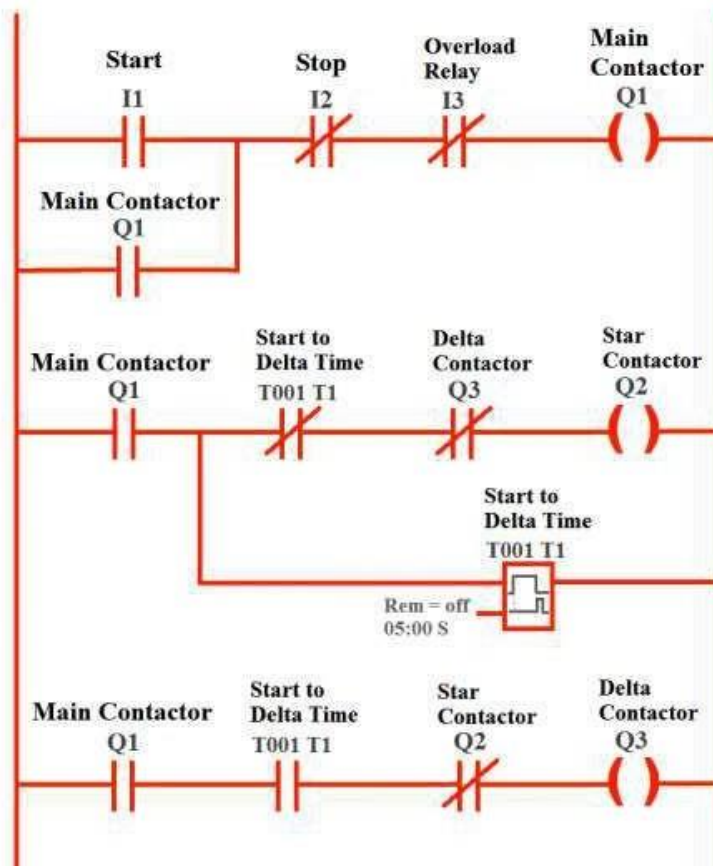 Start
I1
Stop
I2
Overload
Relay
I3
Main
Contactor
Q1
Main Contactor
Q1
Main Contactor
Q1
Start to
Delta Time
T001 T1
Delta
Contactor
Q3
Star
Contactor
Q2
Start to
Delta Time
T001 T1
Rem = off
05:00 S
Main Contactor
Q1
Start to
Delta Time
T001 T1
Star
Contactor
Q2
Delta
Contactor
Q3